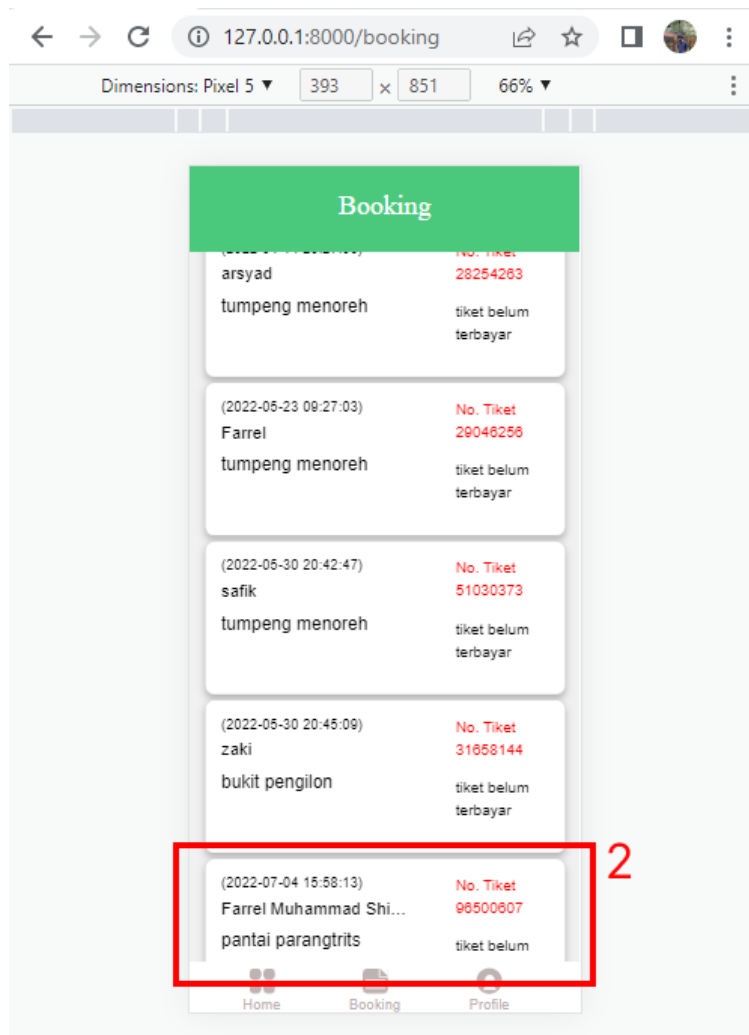 127.0.0.1:8000/booking
Dimensions: Pixel 5 ▼ 393 × 851 66% ▼
Booking
No. Tiket
arsyad 28254263
tumpeng menoreh tiket belum
terbayar
(2022-05-23 09:27:03) No. Tiket
Farrel 29046256
tumpeng menoreh tiket belum
terbayar
(2022-05-30 20:42:47) No. Tiket
safik 51030373
tumpeng menoreh tiket belum
terbayar
(2022-05-30 20:45:09) No. Tiket
zaki 31658144
bukit pengilon tiket belum
terbayar
2
(2022-07-04 15:58:13) No. Tiket
Farrel Muhammad Shi... 96500607
pantai parangtrits tiket belum
Home Booking Profile